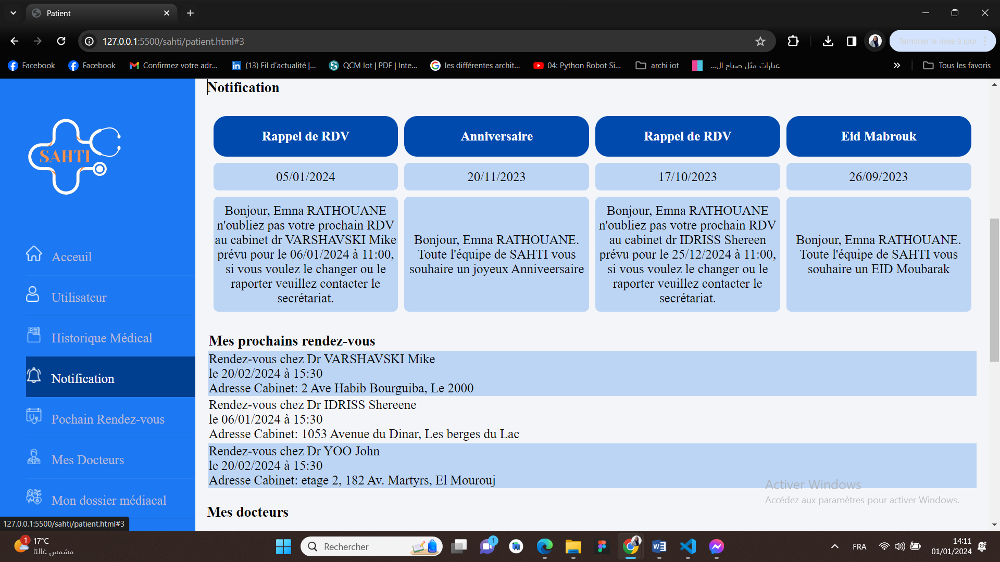 Patient
127.0.0.1:5500/sahti/patient.html#3
Terminer la mise à jour
Facebook
Facebook
Confirmez votre adr...
(13) Fil d'actualité |...
QCM Iot | PDF | Inte...
les différentes archit...
04: Python Robot Si...
archi iot
عبارات مثل صباح ال...
Tous les favoris
SAHTI
Acceuil
Utilisateur
Historique Médical
Notification
Pochain Rendez-vous
Mes Docteurs
Mon dossier médiacal
Notification
Rappel de RDV
Anniversaire
Rappel de RDV
Eid Mabrouk
05/01/2024
20/11/2023
17/10/2023
26/09/2023
Bonjour, Emna RATHOUANE
n'oubliez pas votre prochain RDV
au cabinet dr VARSHAVSKI Mike
prévu pour le 06/01/2024 à 11:00,
si vous voulez le changer ou le
raporter veuillez contacter le
secrétariat.
Bonjour, Emna RATHOUANE.
Toute l'équipe de SAHTI vous
souhaire un joyeux Anniveersaire
Bonjour, Emna RATHOUANE
n'oubliez pas votre prochain RDV
au cabinet dr IDRISS Shereen
prévu pour le 25/12/2024 à 11:00,
si vous voulez le changer ou le
raporter veuillez contacter le
secrétariat.
Bonjour, Emna RATHOUANE.
Toute l'équipe de SAHTI vous
souhaire un EID Moubarak
Mes prochains rendez-vous
Rendez-vous chez Dr VARSHAVSKI Mike
le 20/02/2024 à 15:30
Adresse Cabinet: 2 Ave Habib Bourguiba, Le 2000
Rendez-vous chez Dr IDRISS Shereene
le 06/01/2024 à 15:30
Adresse Cabinet: 1053 Avenue du Dinar, Les berges du Lac
Rendez-vous chez Dr YOO John
le 20/02/2024 à 15:30
Adresse Cabinet: etage 2, 182 Av. Martyrs, El Mourouj
Mes docteurs
Activer Windows
Accédez aux paramètres pour activer Windows.
127.0.0.1:5500/sahti/patient.html#3
1
17°C
مشمس غالبًا
Rechercher
1
FRA
14:11
01/01/2024